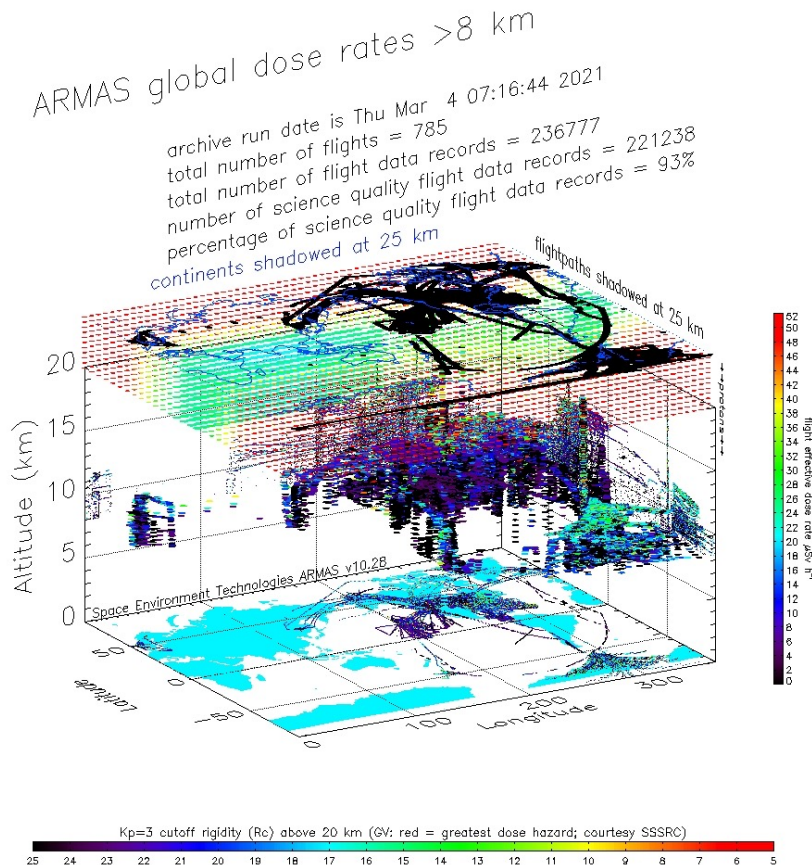 ARMAS global dose rates >8 km
archive run date is Thu Mar 4 07:16:44 2021
total number of flights = 785
total number of flight data records = 236777
number of science quality flight data records = 221238
percentage of science quality flight data records = 93%
continents shadowed at 25 km
flightpaths shadowed at 25 km
protons
Altitude (km)
20
15
10
5
0
Space Environment Technologies ARMAS v10.28
Latitude
50
0
-50
Longitude
0
100
200
300
52
50
48
46
44
42
40
38
36
34
32
30
28
26
24
22
20
18
16
14
12
10
8
6
4
2
0
flight effective dose rate μSv h⁻¹
Kp=3 cutoff rigidity (Rc) above 20 km (GV: red = greatest dose hazard; courtesy SSSRC)
25 24 23 22 21 20 19 18 17 16 15 14 13 12 11 10 9 8 7 6 5